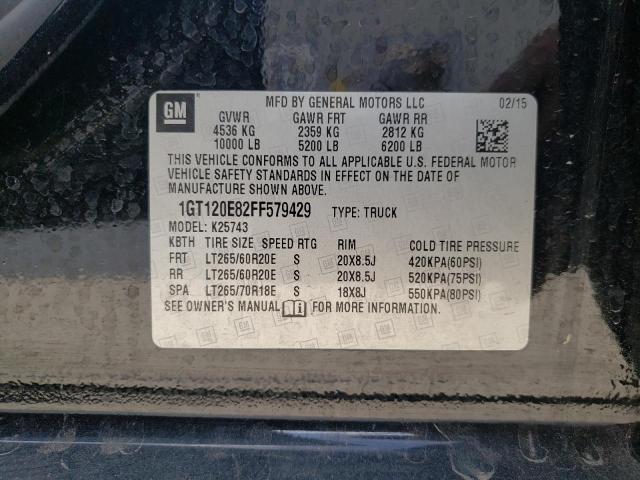 GM
MFD BY GENERAL MOTORS LLC 02/15
GVWR GAWR FRT GAWR RR
4536 KG 2359 KG 2812 KG
10000 LB 5200 LB 6200 LB
THIS VEHICLE CONFORMS TO ALL APPLICABLE U.S. FEDERAL MOTOR
VEHICLE SAFETY STANDARDS IN EFFECT ON THE DATE OF
MANUFACTURE SHOWN ABOVE.
1GT120E82FF579429 TYPE: TRUCK
MODEL: K25743
KBTH TIRE SIZE SPEED RTG RIM COLD TIRE PRESSURE
FRT LT265/60R20E S 20X8.5J 420KPA(60PSI)
RR LT265/60R20E S 20X8.5J 520KPA(75PSI)
SPA LT265/70R18E S 18X8J 550KPA(80PSI)
SEE OWNER'S MANUAL FOR MORE INFORMATION.